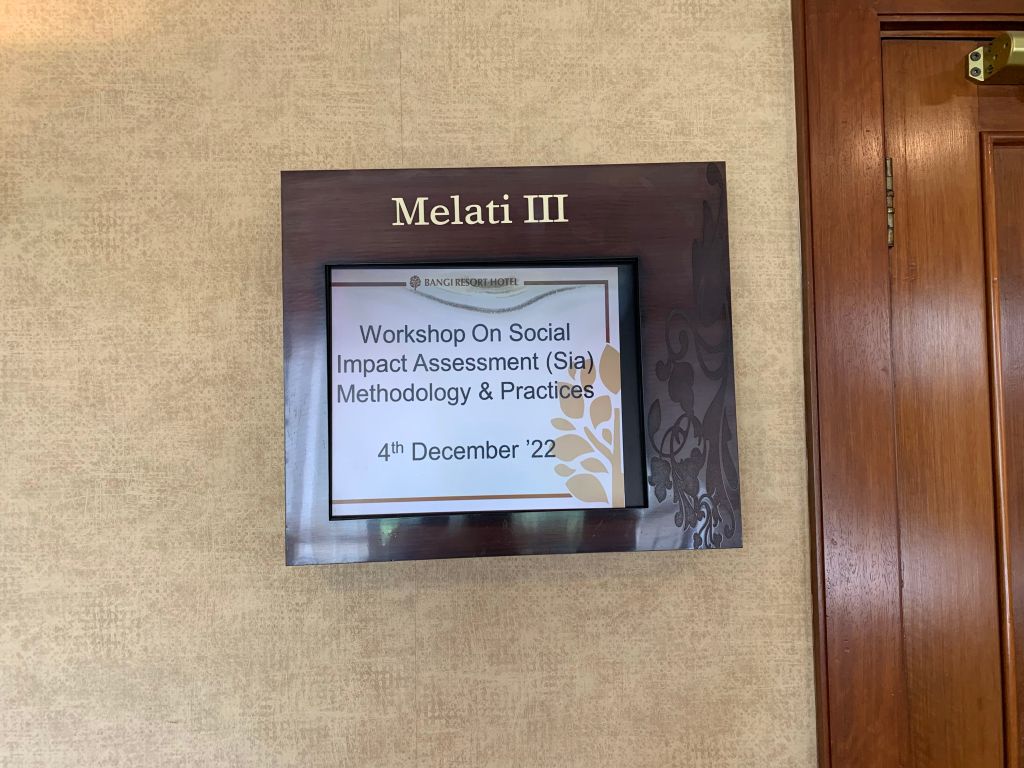 Melati III
BANGI RESORT HOTEL
Workshop On Social
Impact Assessment (Sia)
Methodology & Practices
4th December ’22